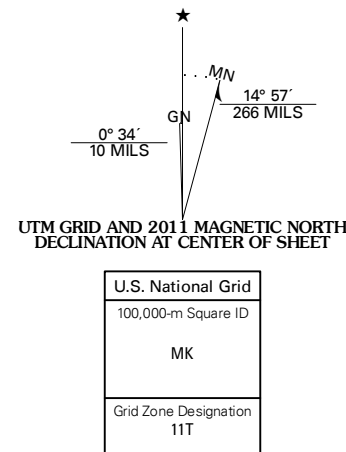 ★
MN
GN
14° 57´
266 MILS
0° 34´
10 MILS
UTM GRID AND 2011 MAGNETIC NORTH
DECLINATION AT CENTER OF SHEET
U.S. National Grid
100,000-m Square ID
MK
Grid Zone Designation
11T